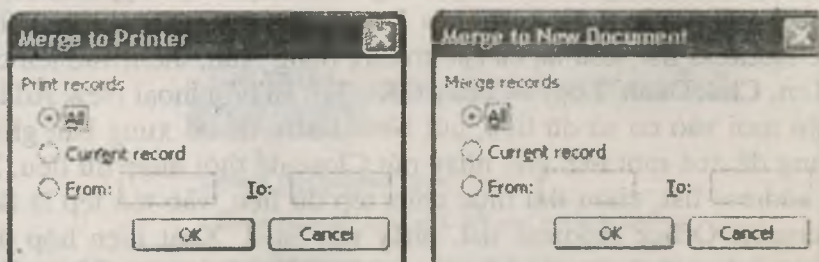 Merge to Printer
Print records
All
Current record
From: To:
OK Cancel
Merge to New Document
Merge records
All
Current record
From: To:
OK Cancel